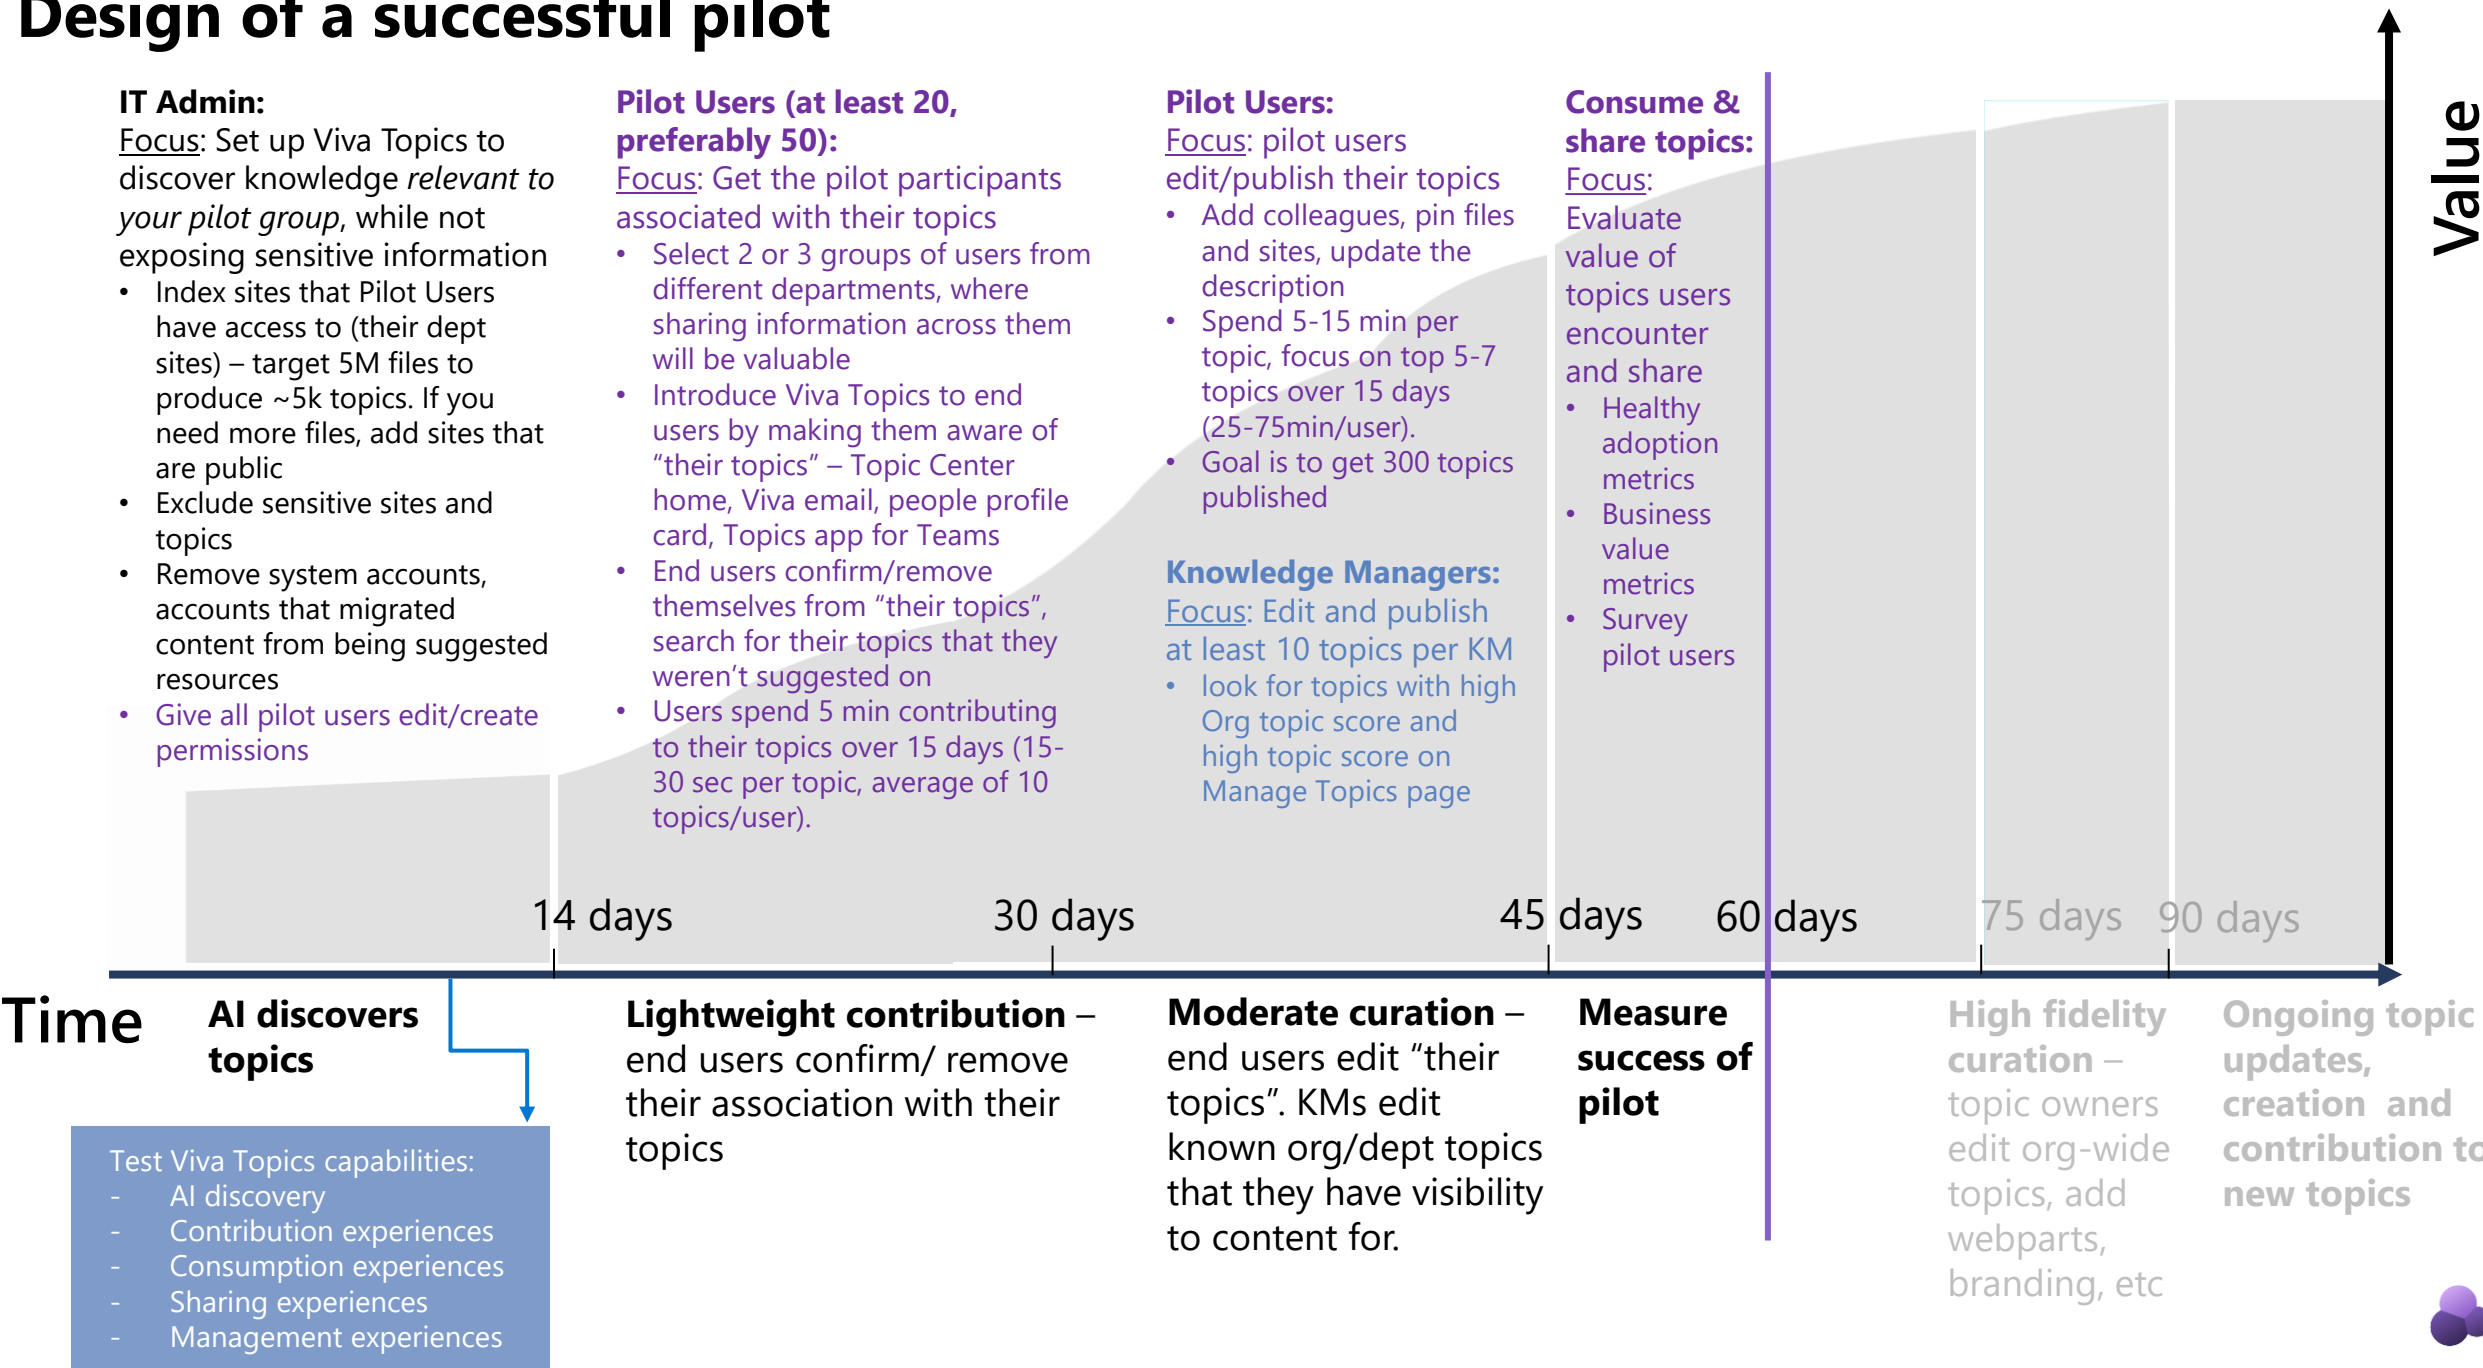 Design of a successful pilot
IT Admin:
Focus: Set up Viva Topics to
discover knowledge relevant to
your pilot group, while not
exposing sensitive information
• Index sites that Pilot Users
have access to (their dept
sites) – target 5M files to
produce ~5k topics. If you
need more files, add sites that
are public
• Exclude sensitive sites and
topics
• Remove system accounts,
accounts that migrated
content from being suggested
resources
• Give all pilot users edit/create
permissions
Pilot Users (at least 20,
preferably 50):
Focus: Get the pilot participants
associated with their topics
• Select 2 or 3 groups of users from
different departments, where
sharing information across them
will be valuable
• Introduce Viva Topics to end
users by making them aware of
“their topics” – Topic Center
home, Viva email, people profile
card, Topics app for Teams
• End users confirm/remove
themselves from “their topics”,
search for their topics that they
weren’t suggested on
• Users spend 5 min contributing
to their topics over 15 days (15-
30 sec per topic, average of 10
topics/user).
Pilot Users:
Focus: pilot users
edit/publish their topics
• Add colleagues, pin files
and sites, update the
description
• Spend 5-15 min per
topic, focus on top 5-7
topics over 15 days
(25-75min/user).
• Goal is to get 300 topics
published
Knowledge Managers:
Focus: Edit and publish
at least 10 topics per KM
• look for topics with high
Org topic score and
high topic score on
Manage Topics page
Consume &
share topics:
Focus:
Evaluate
value of
topics users
encounter
and share
• Healthy
adoption
metrics
• Business
value
metrics
• Survey
pilot users
Value
14 days
30 days
45 days
60 days
75 days
90 days
Time
AI discovers
topics
Lightweight contribution –
end users confirm/ remove
their association with their
topics
Moderate curation –
end users edit “their
topics”. KMs edit
known org/dept topics
that they have visibility
to content for.
Measure
success of
pilot
High fidelity
curation –
topic owners
edit org-wide
topics, add
webparts,
branding, etc
Ongoing topic
updates,
creation and
contribution to
new topics
Test Viva Topics capabilities:
- AI discovery
- Contribution experiences
- Consumption experiences
- Sharing experiences
- Management experiences